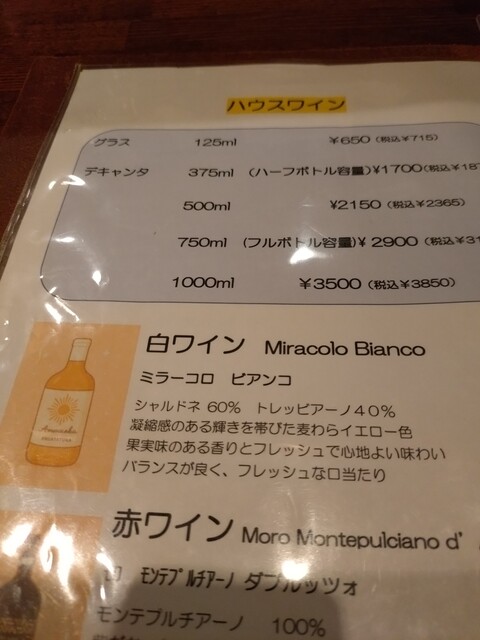 ハウスワイン
グラス 125ml ¥650（税込¥715）
デキャンタ 375ml （ハーフボトル容量）¥1700（税込¥187
500ml ¥2150（税込¥2365）
750ml （フルボトル容量）¥ 2900（税込¥31
1000ml ¥3500（税込¥3850）
白ワイン Miracolo Bianco
ミラーコロ ビアンコ
シャルドネ 60% トレッビアーノ40%
凝縮感のある輝きを帯びた麦わらイエロー色
果実味のある香りとフレッシュで心地よい味わい
バランスが良く、フレッシュな口当たり
赤ワイン Moro Montepulciano d'
ﾓﾝﾃﾌﾟﾙﾁｱｰﾉ ダブルッツォ
モンテプルチアーノ 100%